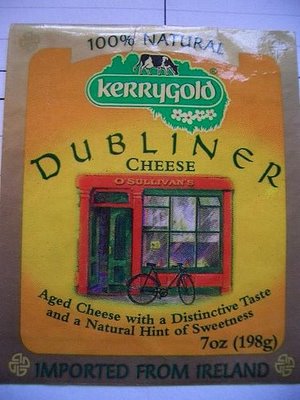 100% NATURAL
KERRYGOLD
DUBLINER
CHEESE
O'SULLIVAN'S
Aged Cheese with a Distinctive Taste
and a Natural Hint of Sweetness
7oz (198g)
IMPORTED FROM IRELAND